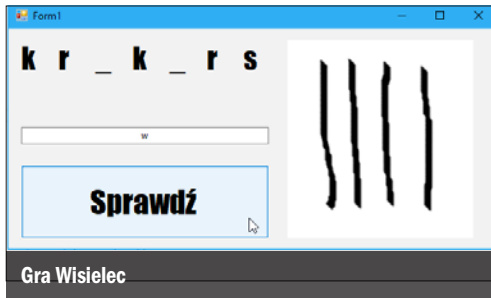 Form1
k r _ k _ r s
w
Sprawdź
Gra Wisielec